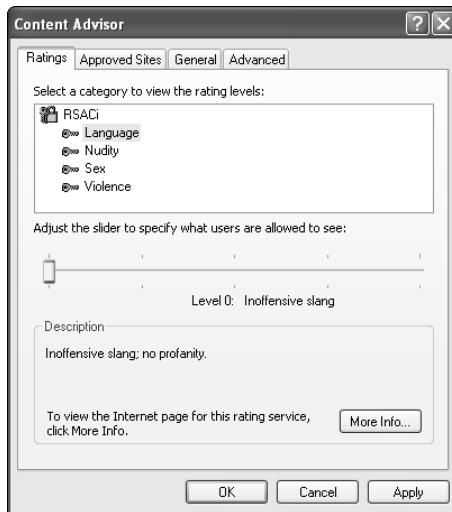 Content Advisor
Ratings Approved Sites General Advanced
Select a category to view the rating levels:
RSACi
Language
Nudity
Sex
Violence
Adjust the slider to specify what users are allowed to see:
Level 0: Inoffensive slang
Description
Inoffensive slang; no profanity.
To view the Internet page for this rating service,
click More Info.
More Info...
OK Cancel Apply